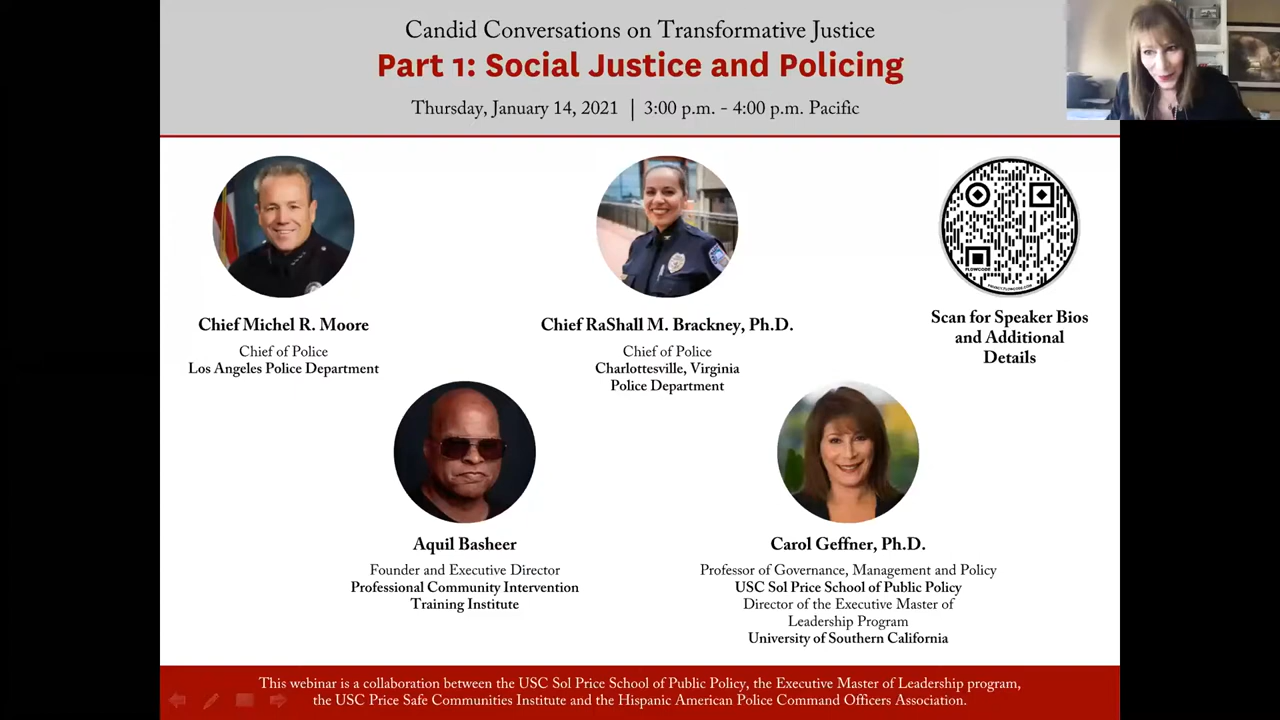 Candid Conversations on Transformative Justice
Part 1: Social Justice and Policing
Thursday, January 14, 2021 | 3:00 p.m. - 4:00 p.m. Pacific
Chief Michel R. Moore
Chief of Police
Los Angeles Police Department
Chief RaShall M. Brackney, Ph.D.
Chief of Police
Charlottesville, Virginia
Police Department
FLOWCODE
PRIVACY.FLOWCODE.COM
Scan for Speaker Bios
and Additional
Details
Aquil Basheer
Founder and Executive Director
Professional Community Intervention
Training Institute
Carol Geffner, Ph.D.
Professor of Governance, Management and Policy
USC Sol Price School of Public Policy
Director of the Executive Master of
Leadership Program
University of Southern California
This webinar is a collaboration between the USC Sol Price School of Public Policy, the Executive Master of Leadership program,
the USC Price Safe Communities Institute and the Hispanic American Police Command Officers Association.